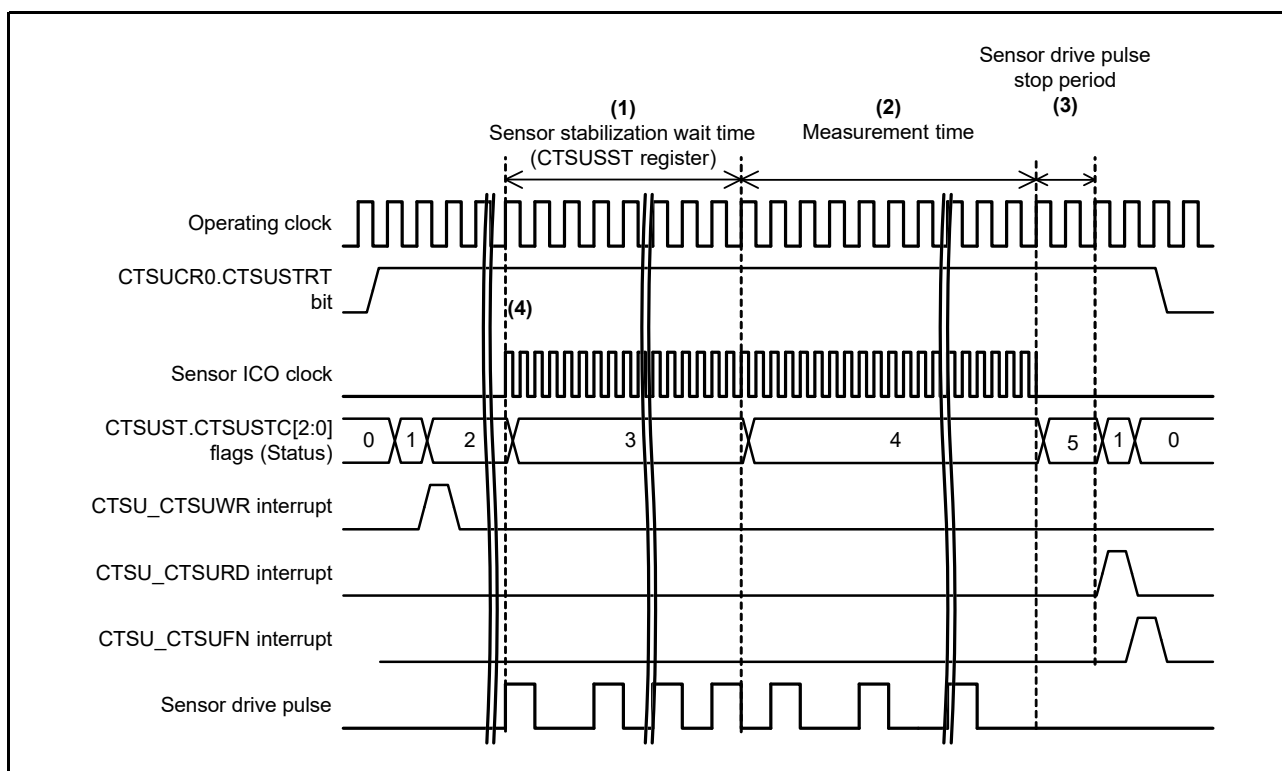 Sensor drive pulse
stop period
(1)
(2)
(3)
Sensor stabilization wait time
(CTSUSST register)
Measurement time
Operating clock
CTSUCR0.CTSUSTRT
bit
(4)
Sensor ICO clock
CTSUST.CTSUSTC[2:0]
flags (Status)
0 1 2 3 4 5 1 0
CTSU_CTSUWR interrupt
CTSU_CTSURD interrupt
CTSU_CTSUFN interrupt
Sensor drive pulse